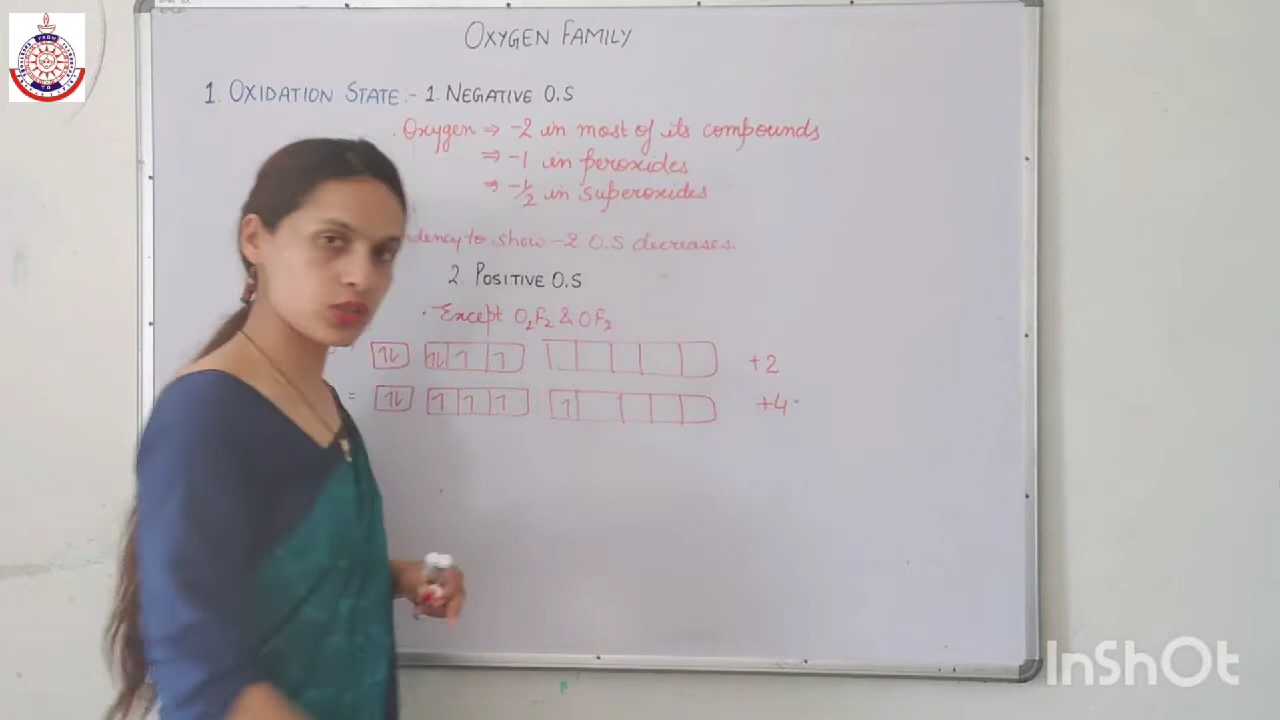 OXYGEN FAMILY
1. OXIDATION STATE:- 1. NEGATIVE O.S
. Oxygen ⇒ -2 in most of its compounds
⇒ -1 in peroxides
⇒ -1/2 in superoxides
to show -2 O.S decreases.
2. POSITIVE O.S
. Except O₂F₂ & OF₂
+2
= +4
InShOt